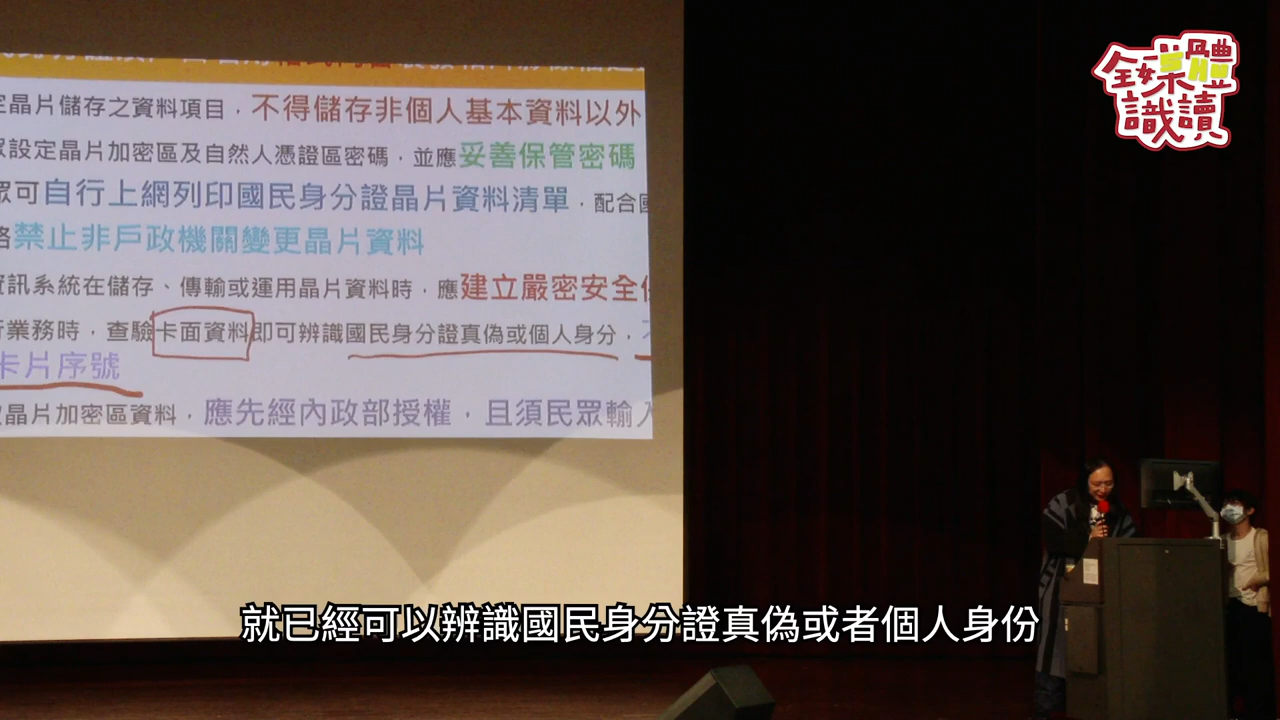 定晶片儲存之資料項目，不得儲存非個人基本資料以外
眾設定晶片加密區及自然人憑證區密碼，並應妥善保管密碼
眾可自行上網列印國民身分證晶片資料清單，配合國
格禁止非戶政機關變更晶片資料
資訊系統在儲存、傳輸或運用晶片資料時，應建立嚴密安全保
行業務時，查驗卡面資料即可辨識國民身分證真偽或個人身分，不
卡片序號
晶片加密區資料，應先經內政部授權，且須民眾輸入
全媒體
識讀
就已經可以辨識國民身分證真偽或者個人身份